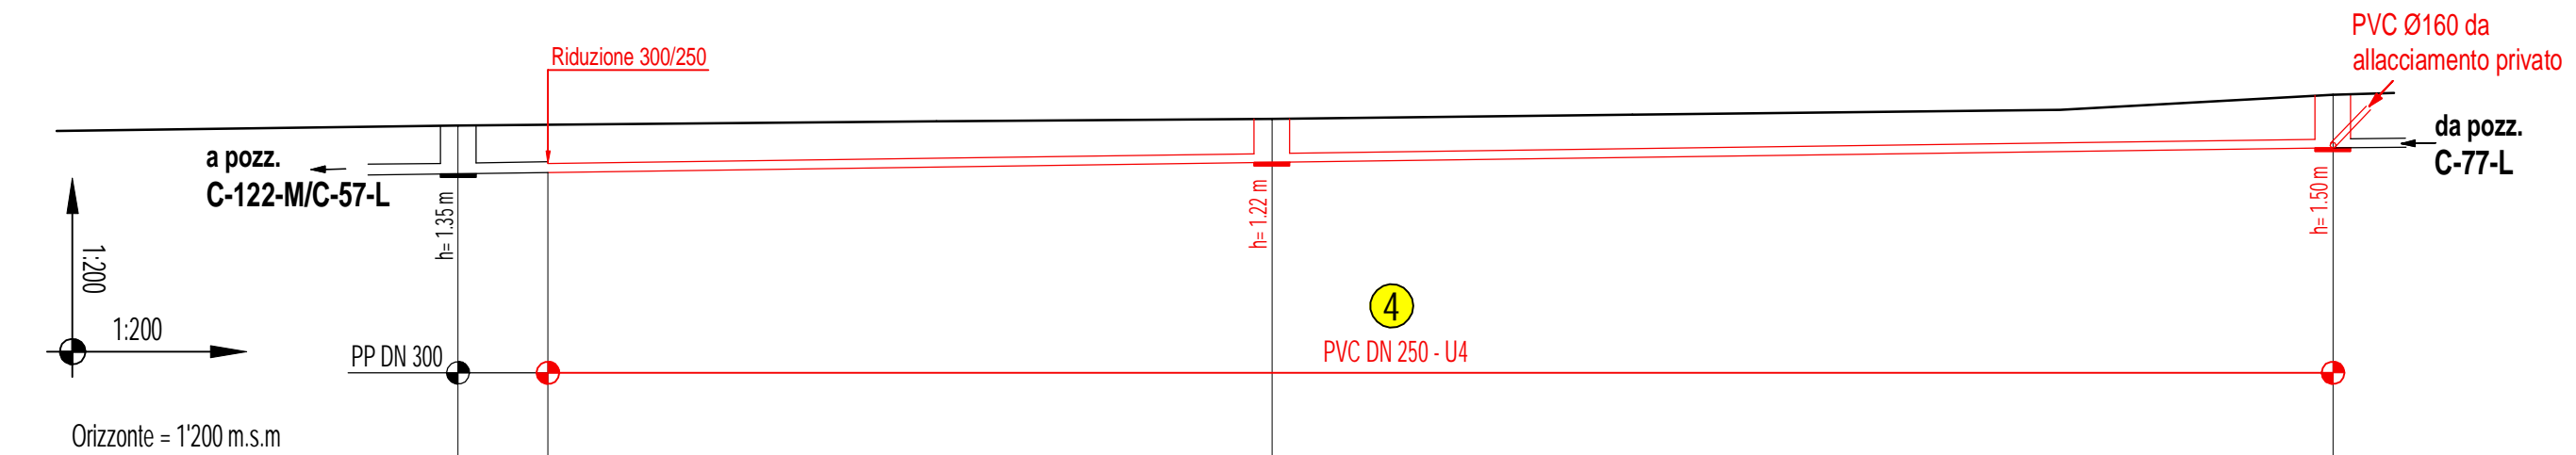 PVC Ø160 da
allacciamento privato
Riduzione 300/250
a pozz.
C-122-M/C-57-L
da pozz.
C-77-L
h= 1.35 m
h= 1.22 m
h= 1.50 m
1:200
1:200
4
PVC DN 250 - U4
PP DN 300
Orizzonte = 1'200 m.s.m